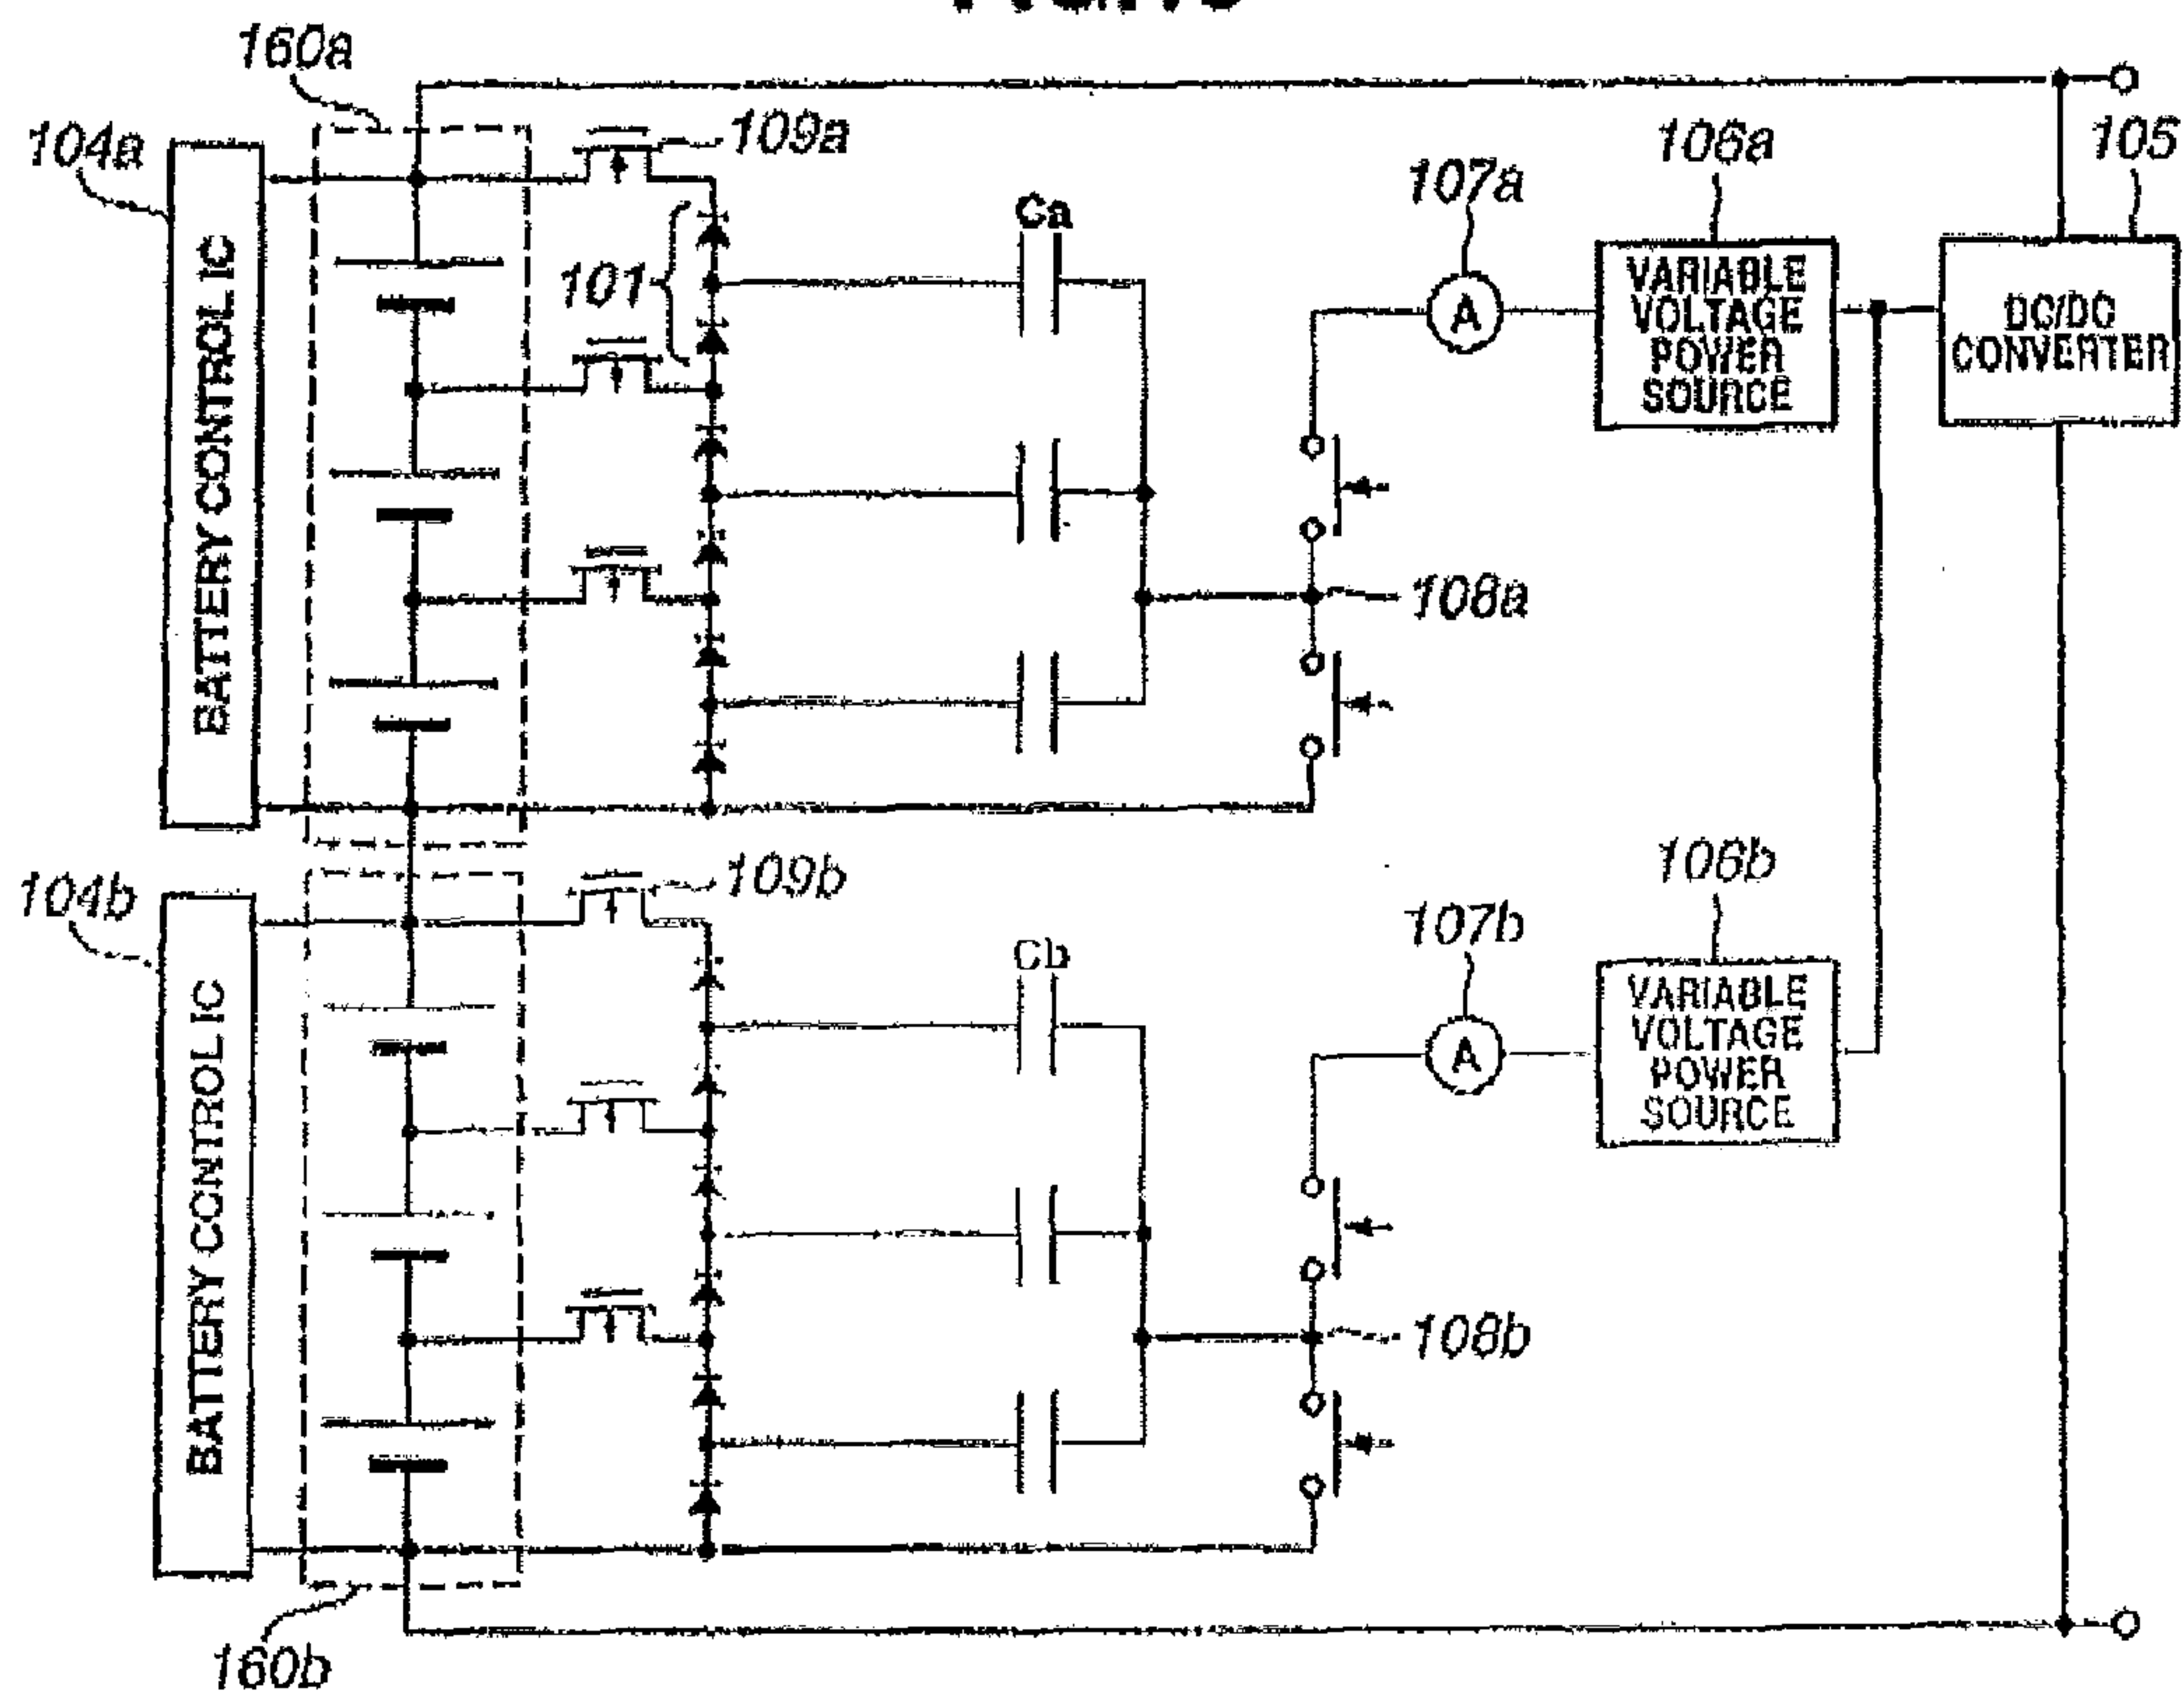 160a
104a
BATTERY CONTROL IC
109a
101
Ca
107a
A
106a
VARIABLE
VOLTAGE
POWER
SOURCE
105
DC/DC
CONVERTER
108a
104b
BATTERY CONTROL IC
109b
Cb
107b
A
106b
VARIABLE
VOLTAGE
POWER
SOURCE
108b
160b